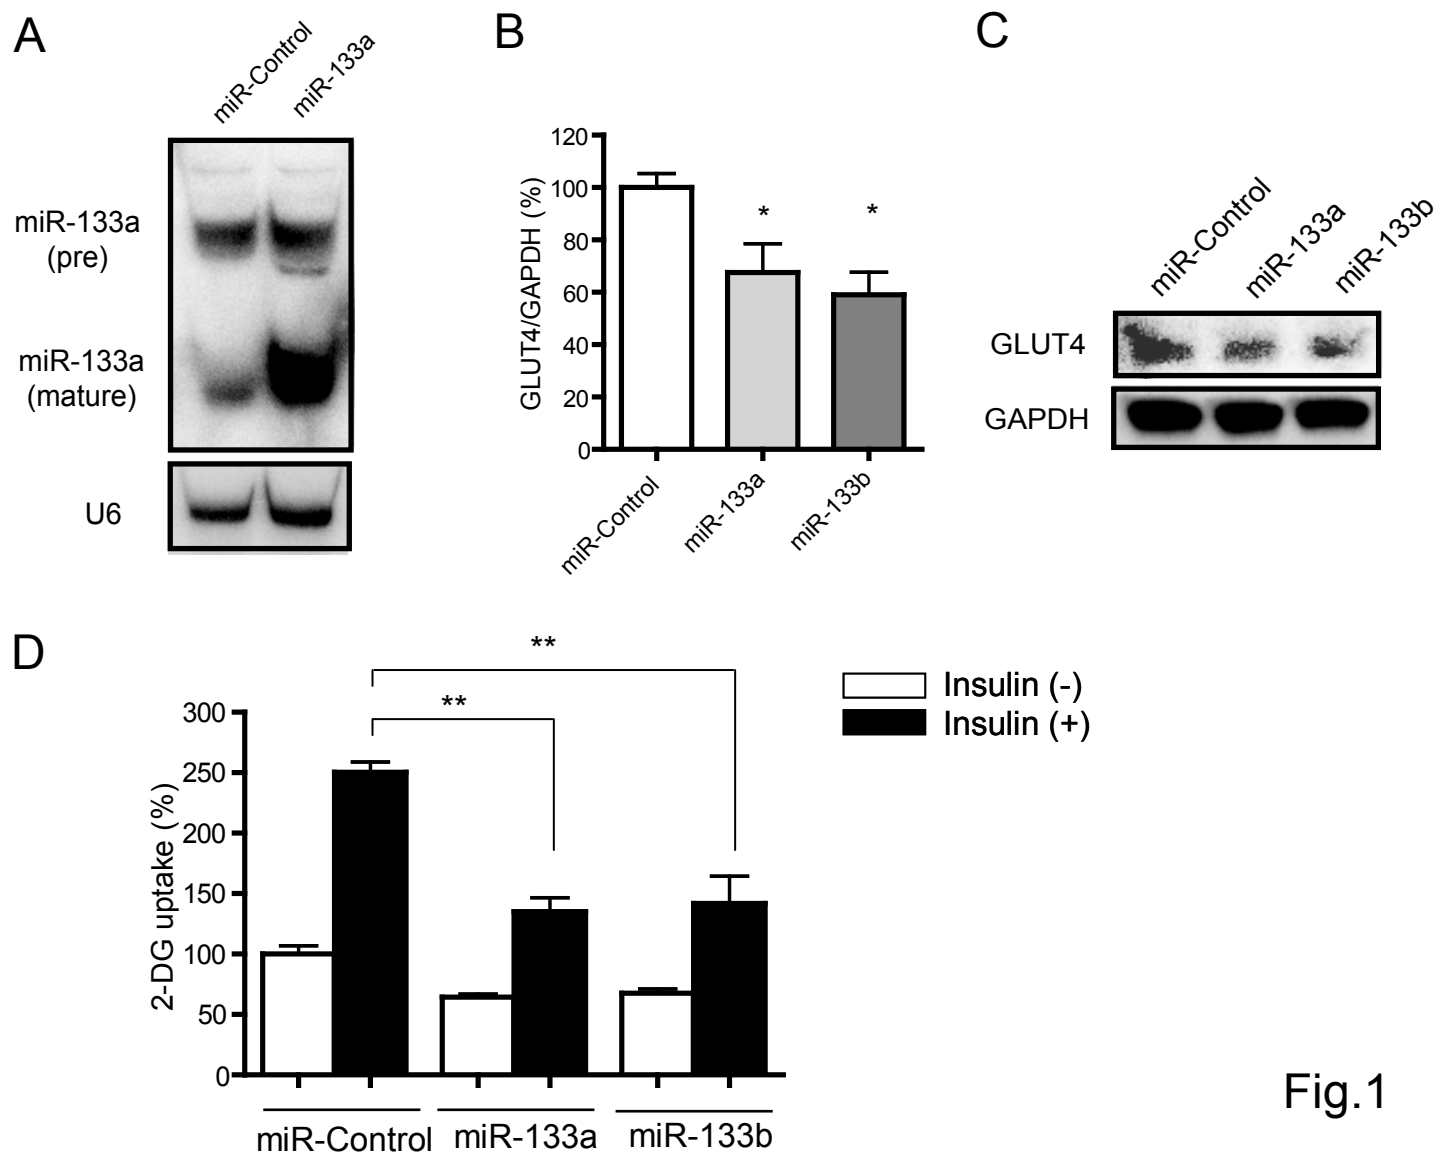 A
miR-Control
miR-133a
miR-133a
(pre)
miR-133a
(mature)
U6
B
GLUT4/GAPDH (%)
120
100
80
60
40
20
0
*
*
miR-Control
miR-133a
miR-133b
C
miR-Control
miR-133a
miR-133b
GLUT4
GAPDH
D
**
**
Insulin (-)
Insulin (+)
2-DG uptake (%)
300
250
200
150
100
50
0
miR-Control
miR-133a
miR-133b
Fig.1